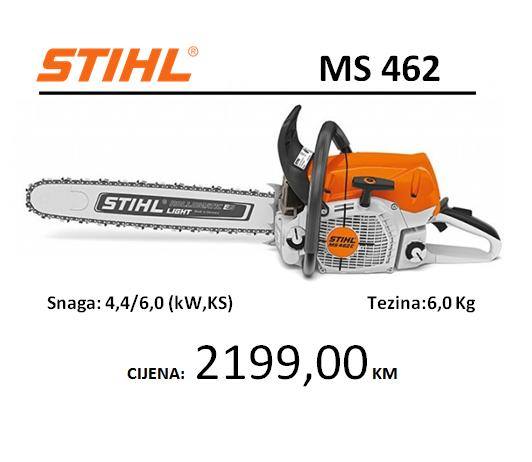 STIHL®
MS 462
STIHL ROLLOMATIC E
LIGHT
STIHL
MS 462 C
Snaga: 4,4/6,0 (kW,KS)
Tezina:6,0 Kg
CIJENA: 2199,00 KM